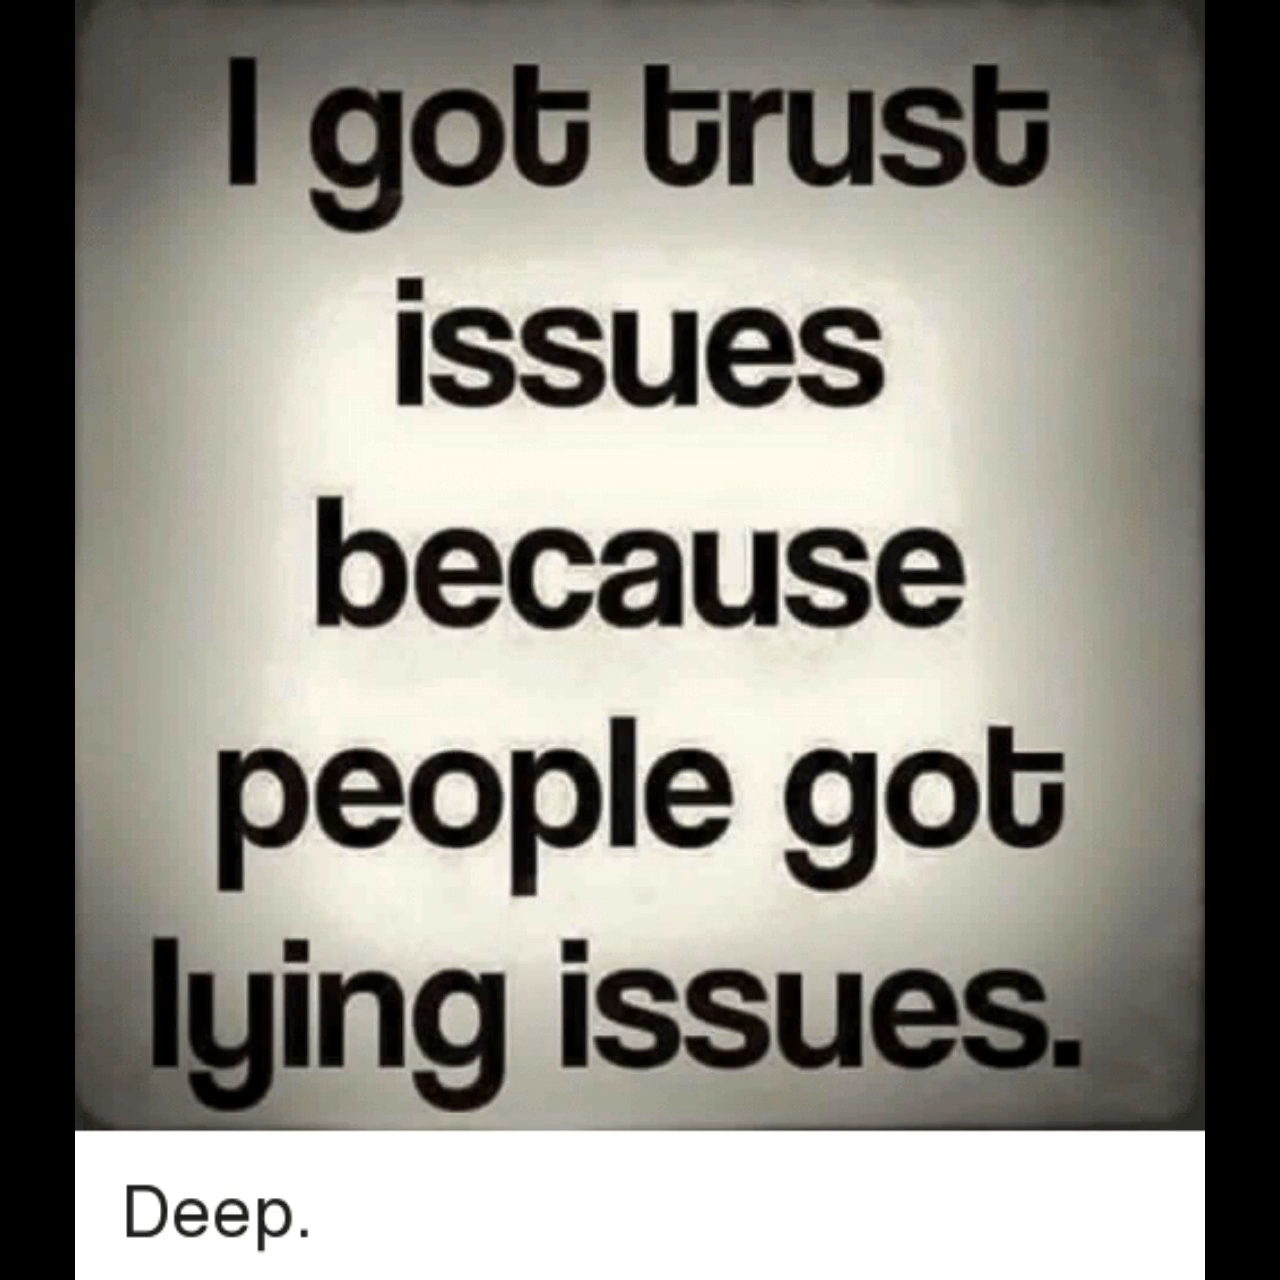 I got trust
issues
because
people got
lying issues.
Deep.